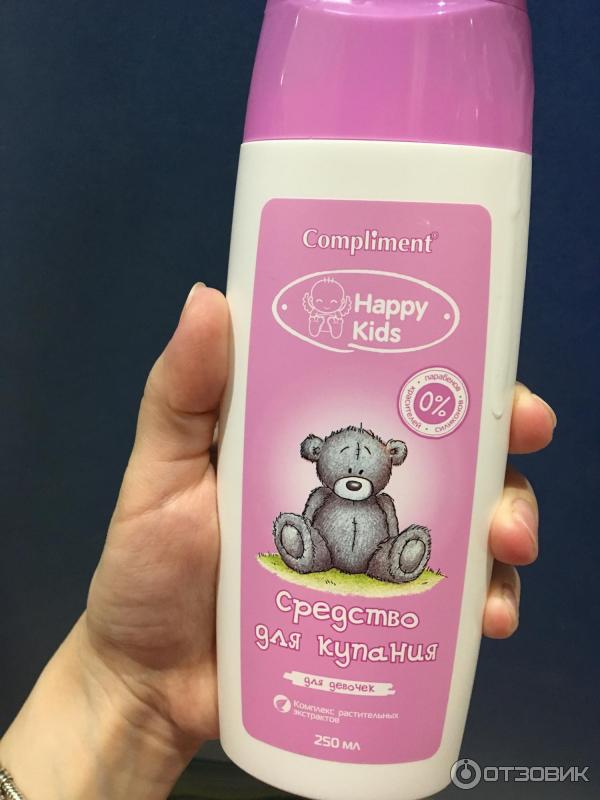 Compliment®
Happy
Kids
парабенов
красителей
силиконов
0%
Средство
для купания
для девочек
Комплекс растительных
экстрактов
250 мл
ОТЗОВИК